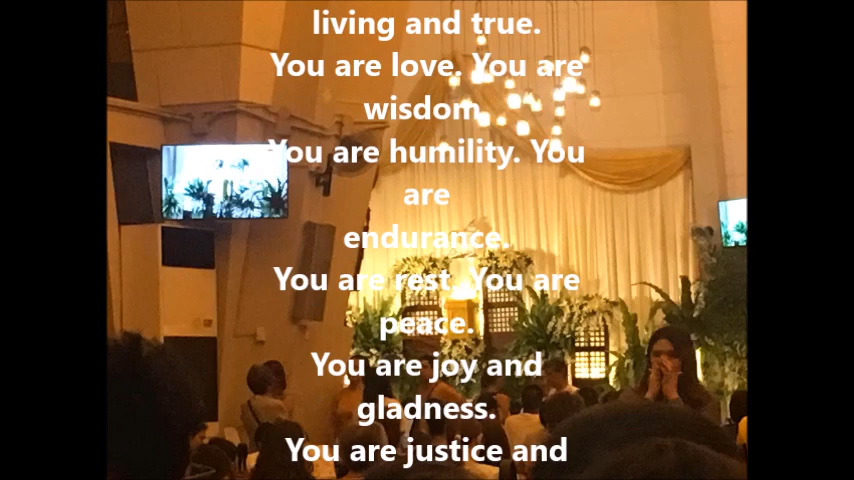 living and true.
You are love. You are
wisdom.
You are humility. You
are
endurance.
You are rest. You are
peace.
You are joy and
gladness.
You are justice and